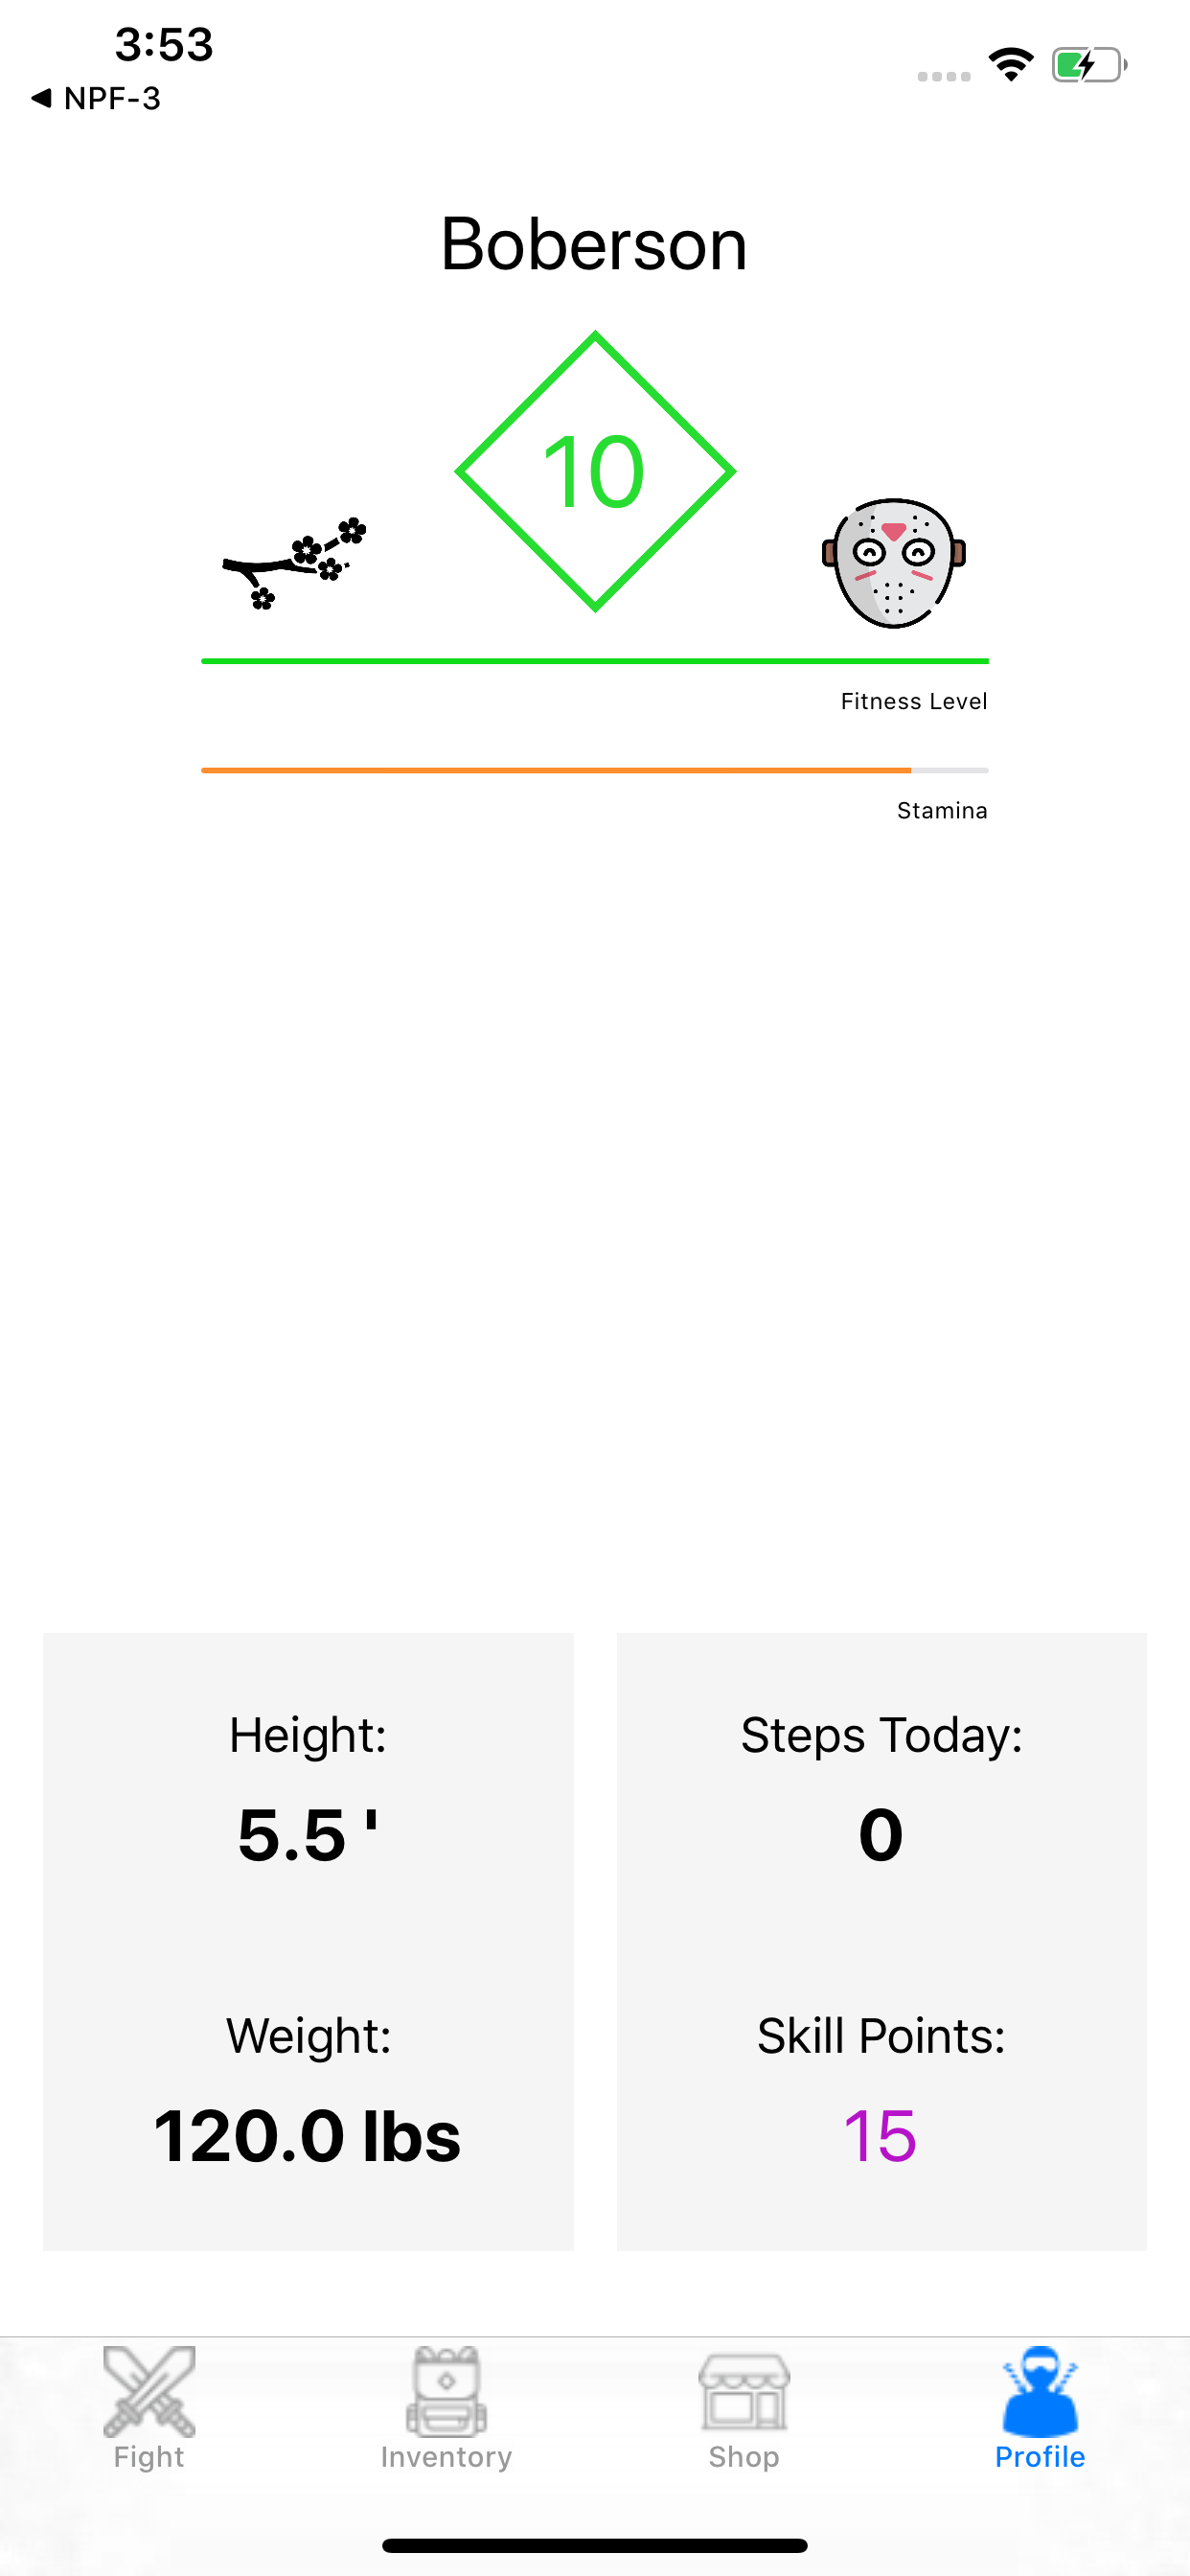 3:53
◀ NPF-3
Boberson
10
Fitness Level
Stamina
Height:
5.5 '
Weight:
120.0 lbs
Steps Today:
0
Skill Points:
15
Fight
Inventory
Shop
Profile